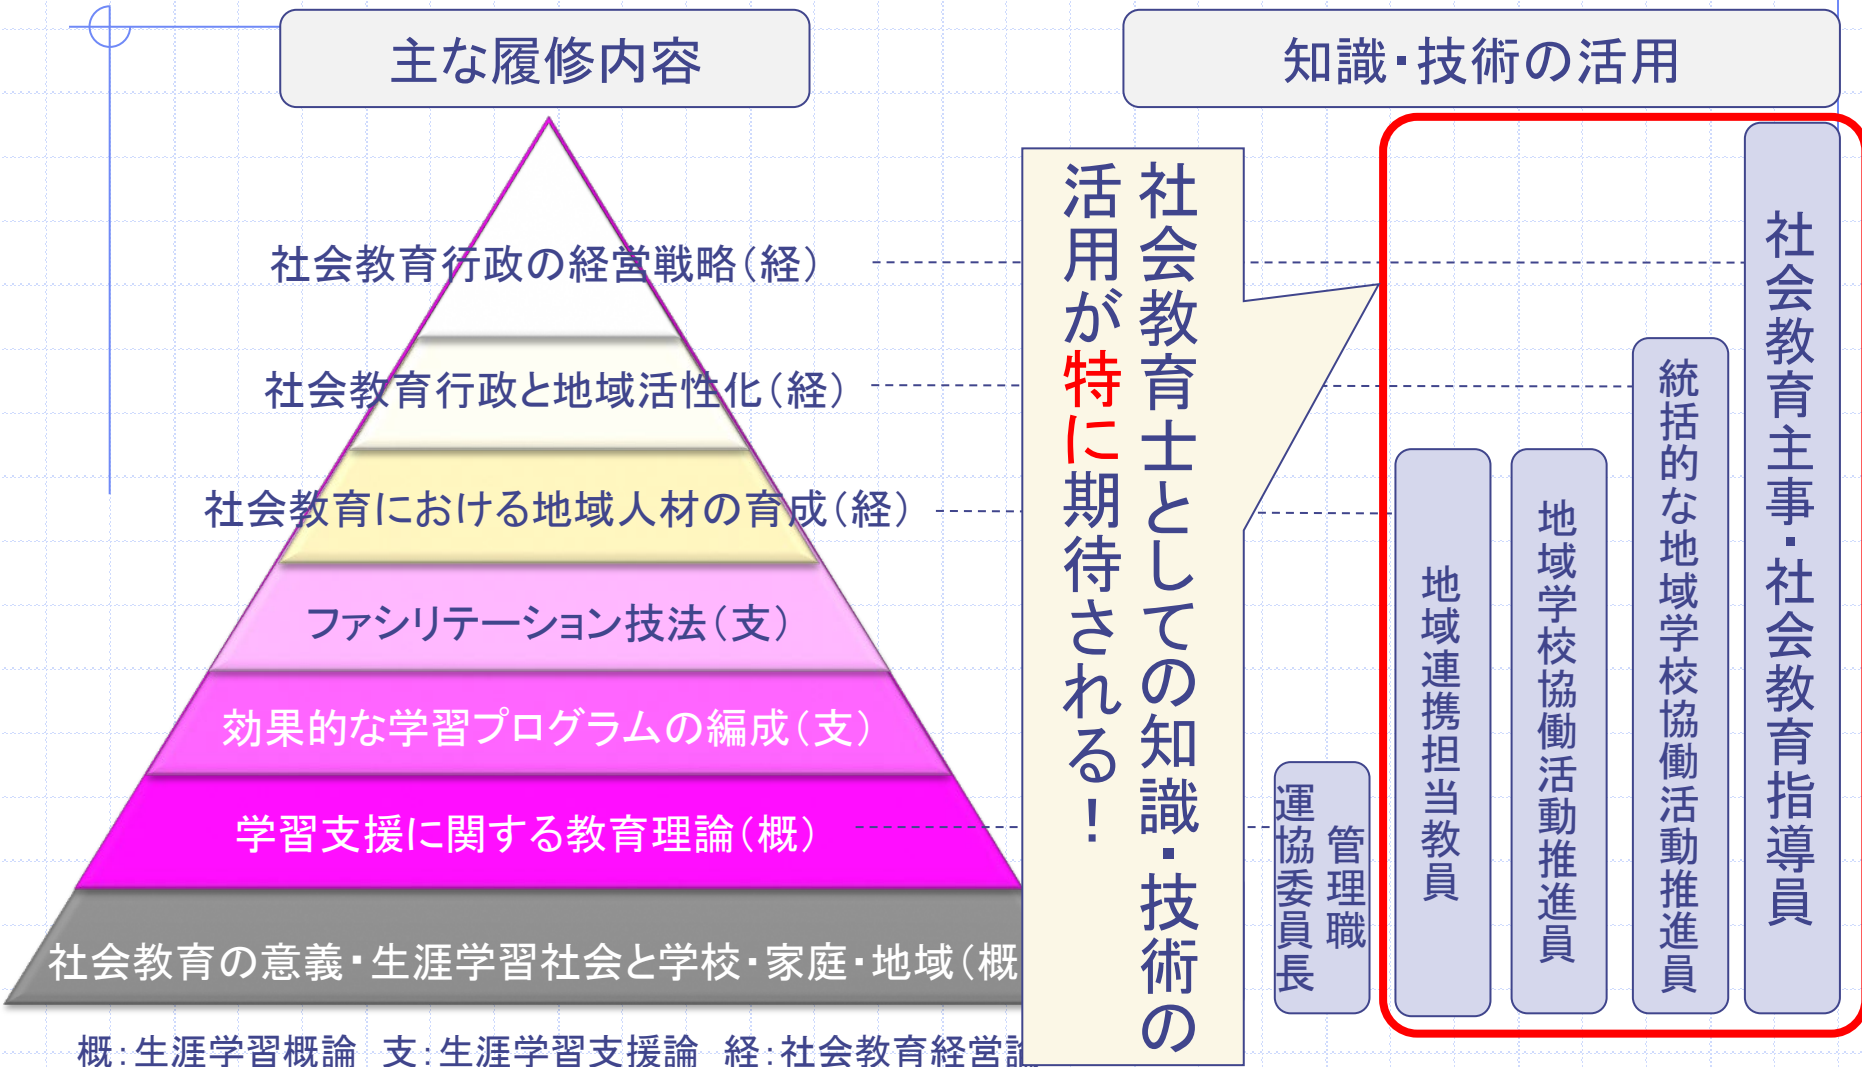 主な履修内容
知識・技術の活用
社会教育行政の経営戦略（経）
社会教育行政と地域活性化（経）
社会教育における地域人材の育成（経）
ファシリテーション技法（支）
効果的な学習プログラムの編成（支）
学習支援に関する教育理論（概）
社会教育の意義・生涯学習社会と学校・家庭・地域（概
概：生涯学習概論　支：生涯学習支援論　経：社会教育経営論
社会教育士としての知識・技術の
活用が特に期待される！
管理職
運協委員長
地域連携担当教員
地域学校協働活動推進員
統括的な地域学校協働活動推進員
社会教育主事・社会教育指導員